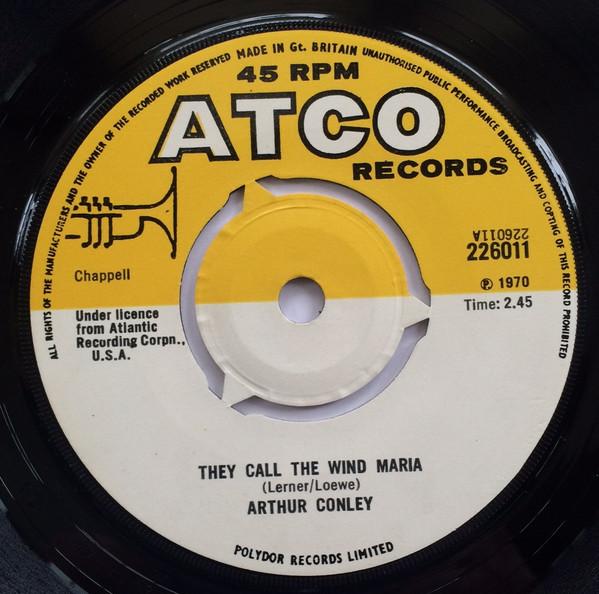 ALL RIGHTS OF THE MANUFACTURERS AND THE OWNER OF THE RECORDED WORK RESERVED MADE IN Gt. BRITAIN UNAUTHORISED PUBLIC PERFORMANCE BROADCASTING AND COPYING OF THIS RECORD PROHIBITED
45 RPM
ATCO
RECORDS
226011A
226011
Chappell
℗ 1970
Time: 2.45
Under licence
from Atlantic
Recording Corpn.,
U.S.A.
THEY CALL THE WIND MARIA
(Lerner/Loewe)
ARTHUR CONLEY
POLYDOR RECORDS LIMITED